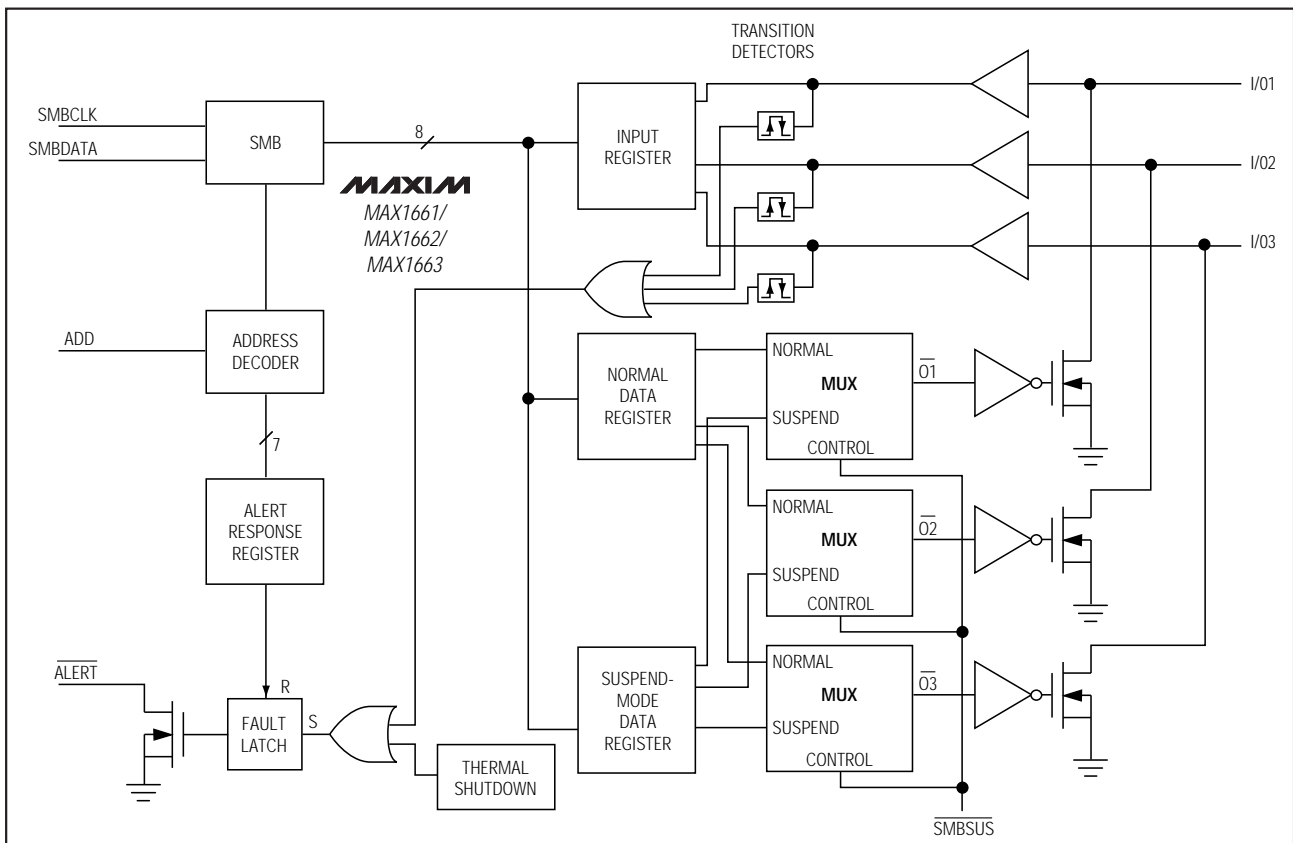 TRANSITION
DETECTORS
I/01
SMBCLK
SMBDATA
SMB
8
INPUT
REGISTER
I/02
MAXIM
MAX1661/
MAX1662/
MAX1663
I/03
ADD
ADDRESS
DECODER
NORMAL
DATA
REGISTER
NORMAL
MUX
SUSPEND
CONTROL
O1
7
ALERT
RESPONSE
REGISTER
NORMAL
MUX
SUSPEND
CONTROL
O2
ALERT
R
FAULT
LATCH
S
THERMAL
SHUTDOWN
SUSPEND-
MODE
DATA
REGISTER
NORMAL
MUX
SUSPEND
CONTROL
O3
SMBSUS